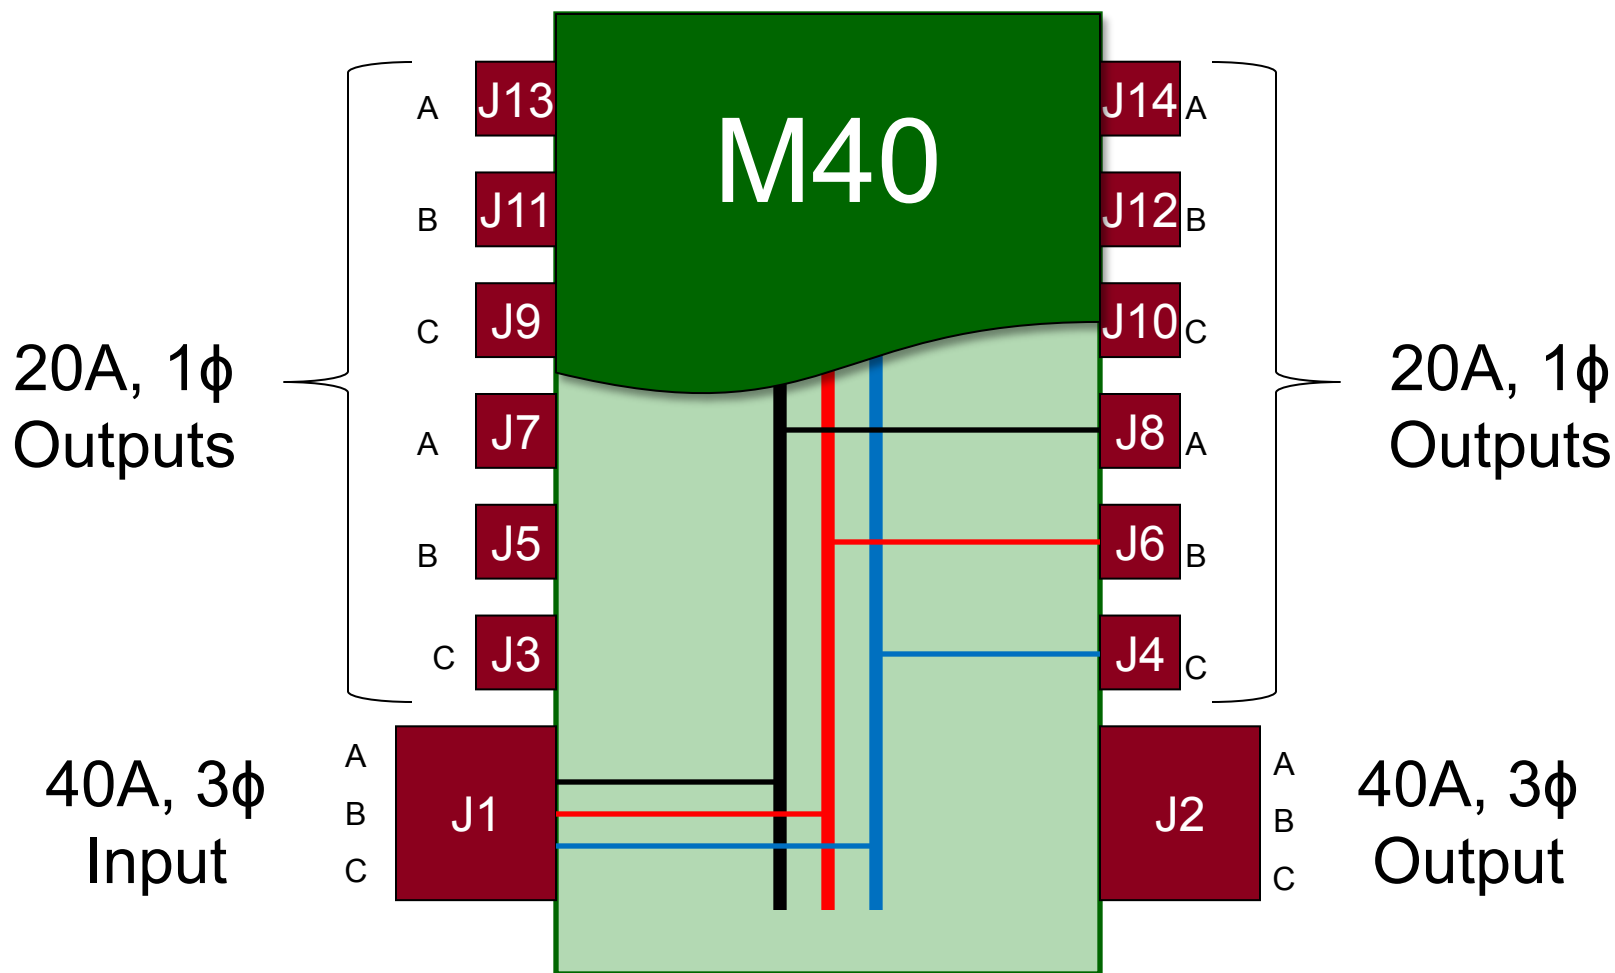 M40
A
J13
J14
A
B
J11
J12
B
C
J9
J10
C
20A, 1ϕ
Outputs
20A, 1ϕ
Outputs
A
J7
J8
A
B
J5
J6
B
C
J3
J4
C
40A, 3ϕ
Input
A
B
C
J1
J2
A
B
C
40A, 3ϕ
Output